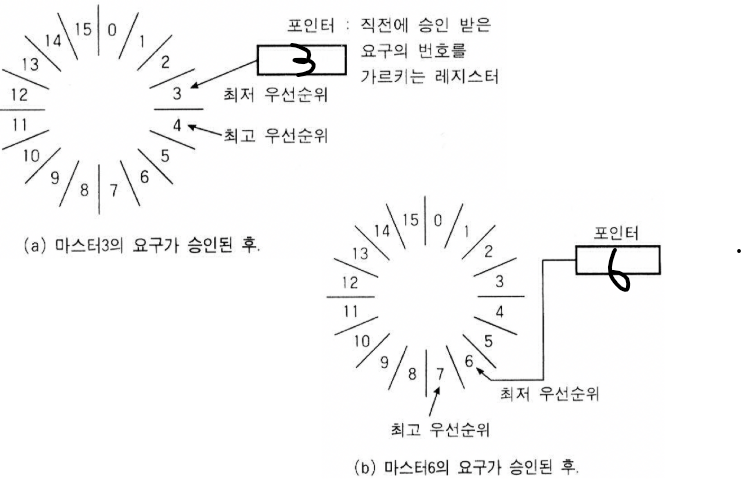 포인터 : 직전에 승인 받은
요구의 번호를
가르키는 레지스터
3
15 0 1 2 3 4 5 6 7 8 9 10 11 12 13 14
최저 우선순위
최고 우선순위
(a) 마스터3의 요구가 승인된 후.
포인터
6
15 0 1 2 3 4 5 6 7 8 9 10 11 12 13 14
최저 우선순위
최고 우선순위
(b) 마스터6의 요구가 승인된 후.